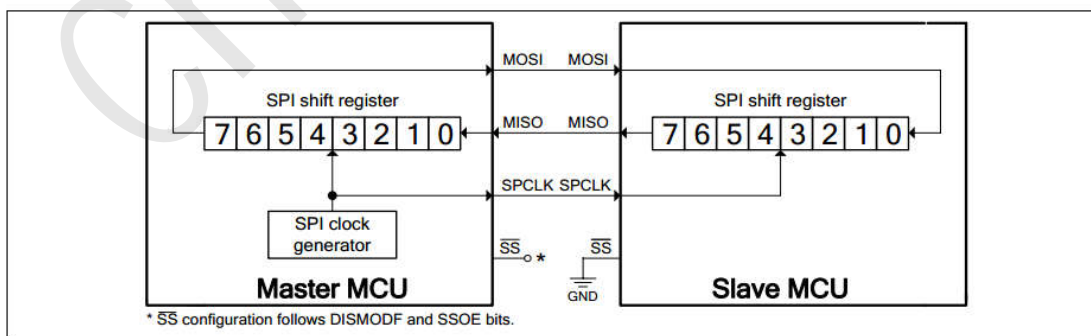 MOSI MOSI
SPI shift register SPI shift register
7 6 5 4 3 2 1 0 MISO MISO 7 6 5 4 3 2 1 0
SPCLK SPCLK
SPI clock
generator
SS * SS
GND
Master MCU Slave MCU
* SS configuration follows DISMODF and SSOE bits.